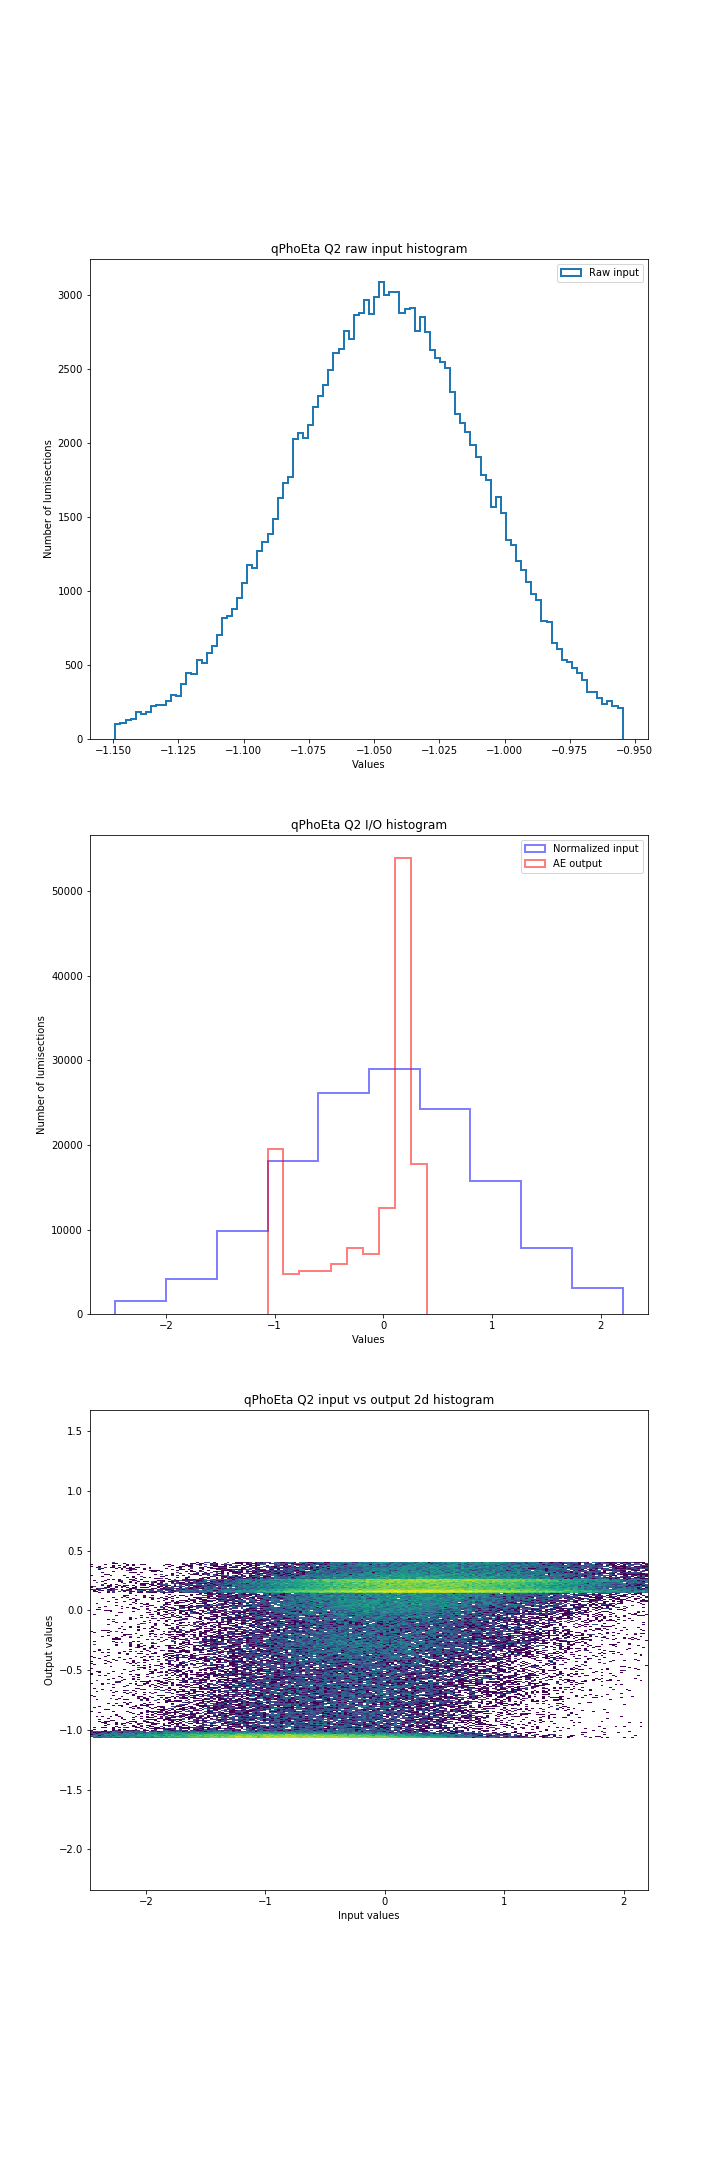 qPhoEta Q2 raw input histogram
Raw input
3000
2500
2000
1500
1000
500
0
Number of lumisections
−1.150 −1.125 −1.100 −1.075 −1.050 −1.025 −1.000 −0.975 −0.950
Values
qPhoEta Q2 I/O histogram
Normalized input
AE output
50000
40000
30000
20000
10000
0
Number of lumisections
−2 −1 0 1 2
Values
qPhoEta Q2 input vs output 2d histogram
1.5
1.0
0.5
0.0
−0.5
−1.0
−1.5
−2.0
Output values
−2 −1 0 1 2
Input values